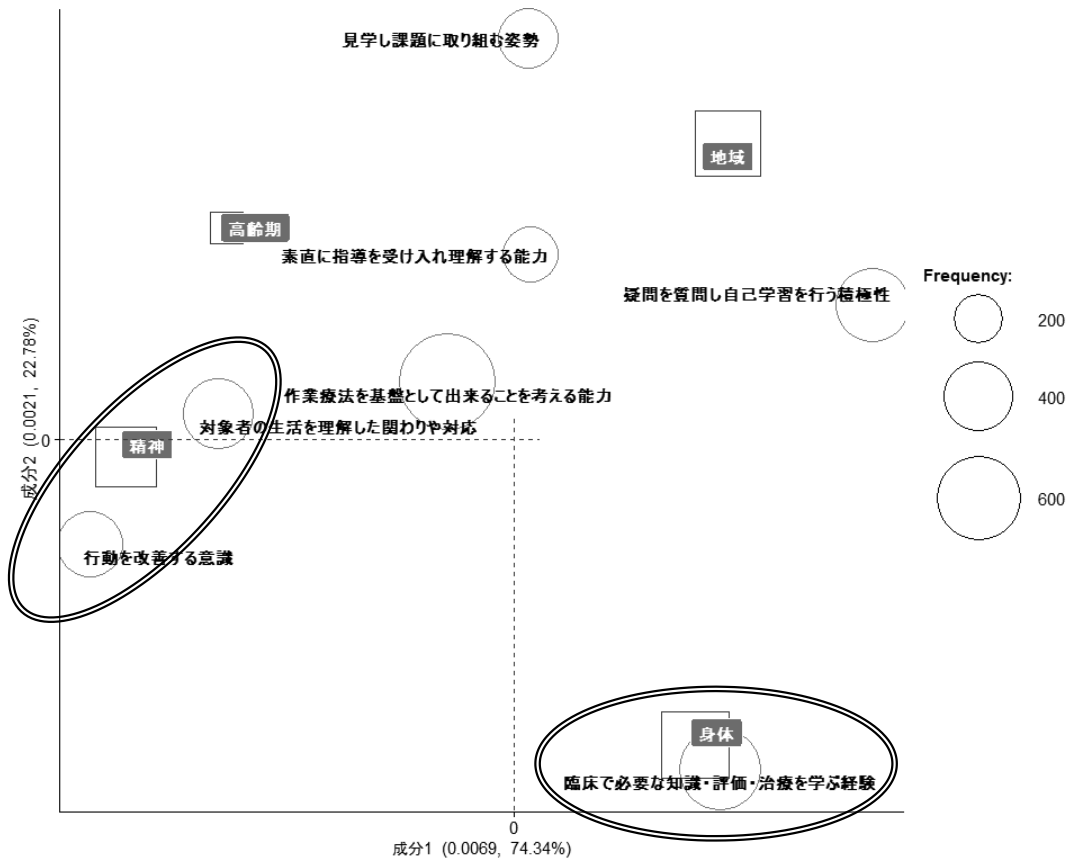 見学し課題に取り組む姿勢
地域
高齢期
素直に指導を受け入れ理解する能力
疑問を質問し自己学習を行う積極性
Frequency:
200
400
600
作業療法を基盤として出来ることを考える能力
対象者の生活を理解した関わりや対応
精神
行動を改善する意識
身体
臨床で必要な知識・評価・治療を学ぶ経験
成分2 (0.0021, 22.78%)
0
0
成分1 (0.0069, 74.34%)